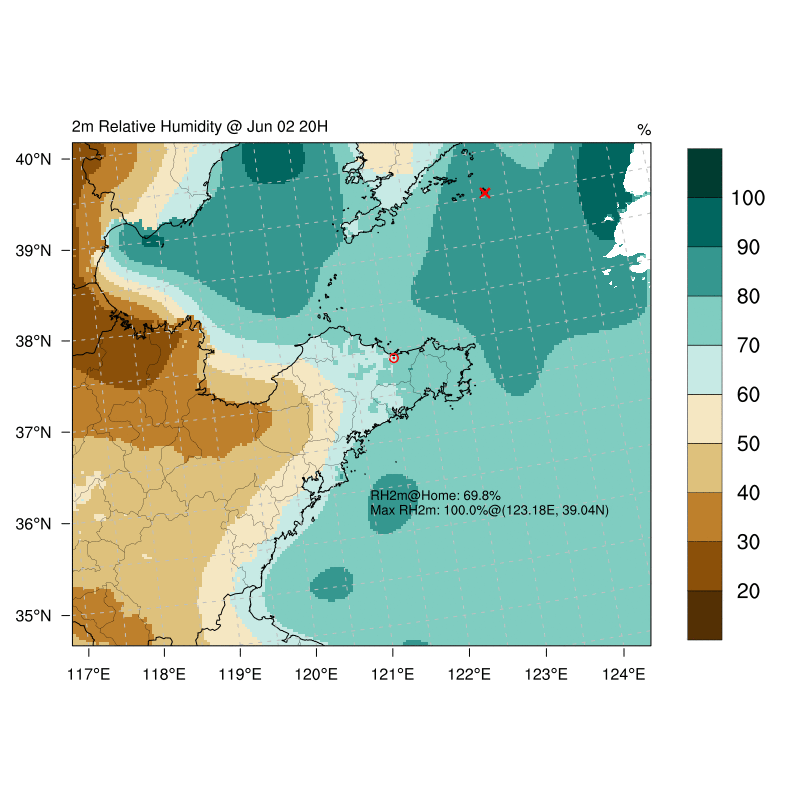 2m Relative Humidity @ Jun 02 20H
%
40°N
39°N
38°N
37°N
36°N
35°N
117°E
118°E
119°E
120°E
121°E
122°E
123°E
124°E
RH2m@Home: 69.8%
Max RH2m: 100.0%@(123.18E, 39.04N)
100
90
80
70
60
50
40
30
20